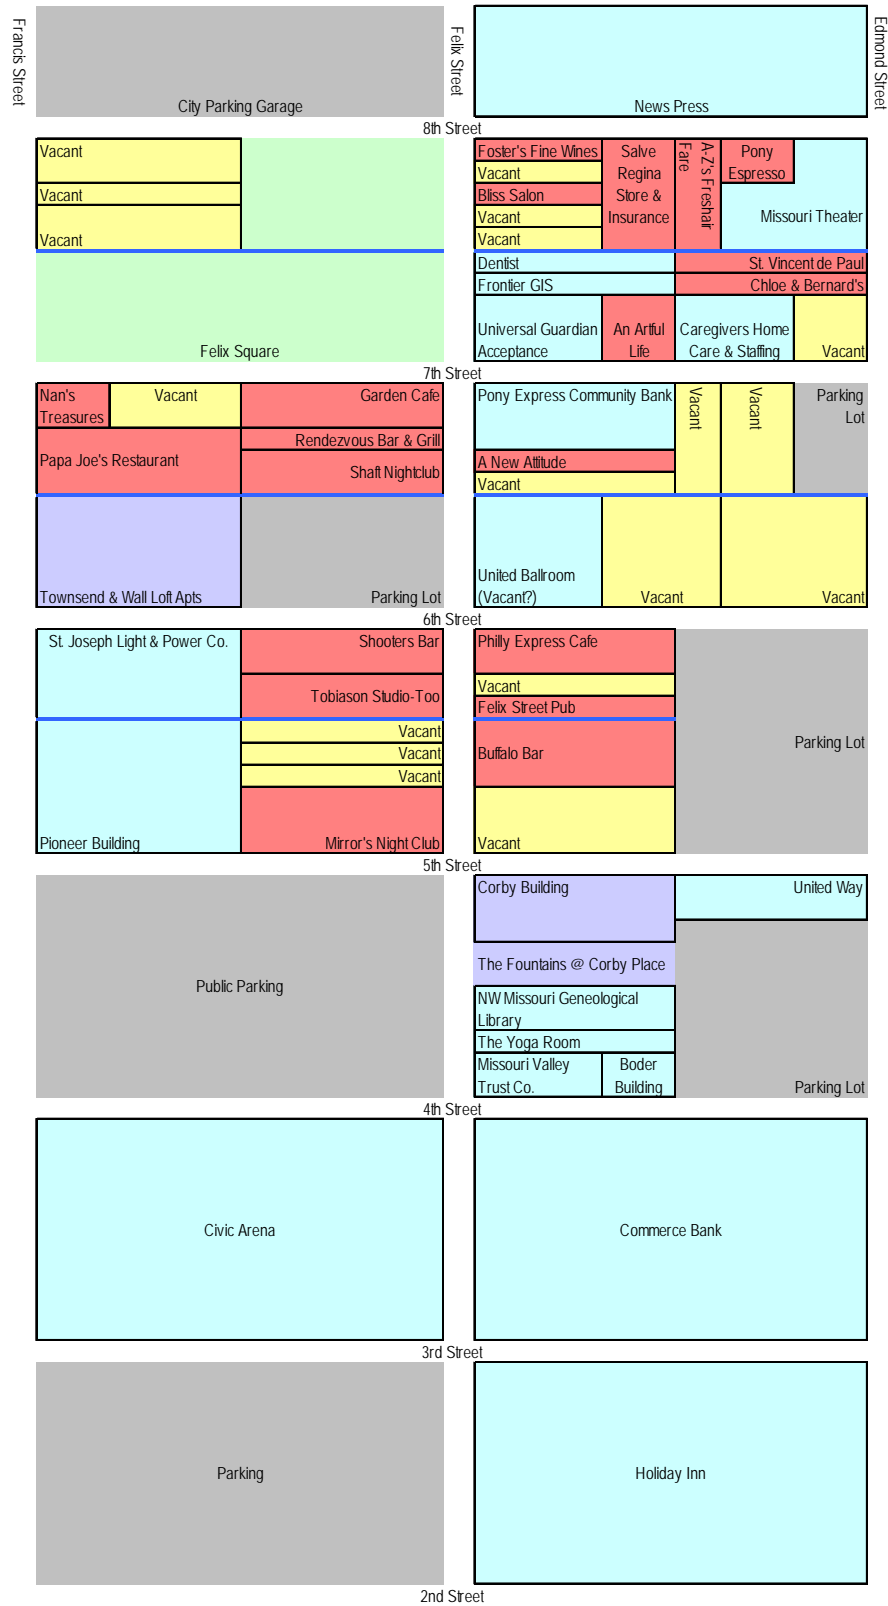 Francis Street
Felix Street
Edmond Street
City Parking Garage
News Press
8th Street
Vacant
Vacant
Vacant
Felix Square
Foster's Fine Wines
Vacant
Bliss Salon
Vacant
Vacant
Salve
Regina
Store &
Insurance
A-Z's Freshair
Fare
Pony
Espresso
Missouri Theater
Dentist
Frontier GIS
St. Vincent de Paul
Chloe & Bernard's
Universal Guardian
Acceptance
An Artful
Life
Caregivers Home
Care & Staffing
Vacant
7th Street
Nan's
Treasures
Vacant
Garden Cafe
Rendezvous Bar & Grill
Papa Joe's Restaurant
Shaft Nightclub
Townsend & Wall Loft Apts
Parking Lot
Pony Express Community Bank
A New Attitude
Vacant
Vacant
Vacant
Parking
Lot
United Ballroom
(Vacant?)
Vacant
Vacant
6th Street
St. Joseph Light & Power Co.
Shooters Bar
Tobiason Studio-Too
Vacant
Vacant
Vacant
Pioneer Building
Mirror's Night Club
Philly Express Cafe
Vacant
Felix Street Pub
Buffalo Bar
Vacant
Parking Lot
5th Street
Public Parking
Corby Building
United Way
The Fountains @ Corby Place
NW Missouri Geneological
Library
The Yoga Room
Missouri Valley
Trust Co.
Boder
Building
Parking Lot
4th Street
Civic Arena
Commerce Bank
3rd Street
Parking
Holiday Inn
2nd Street